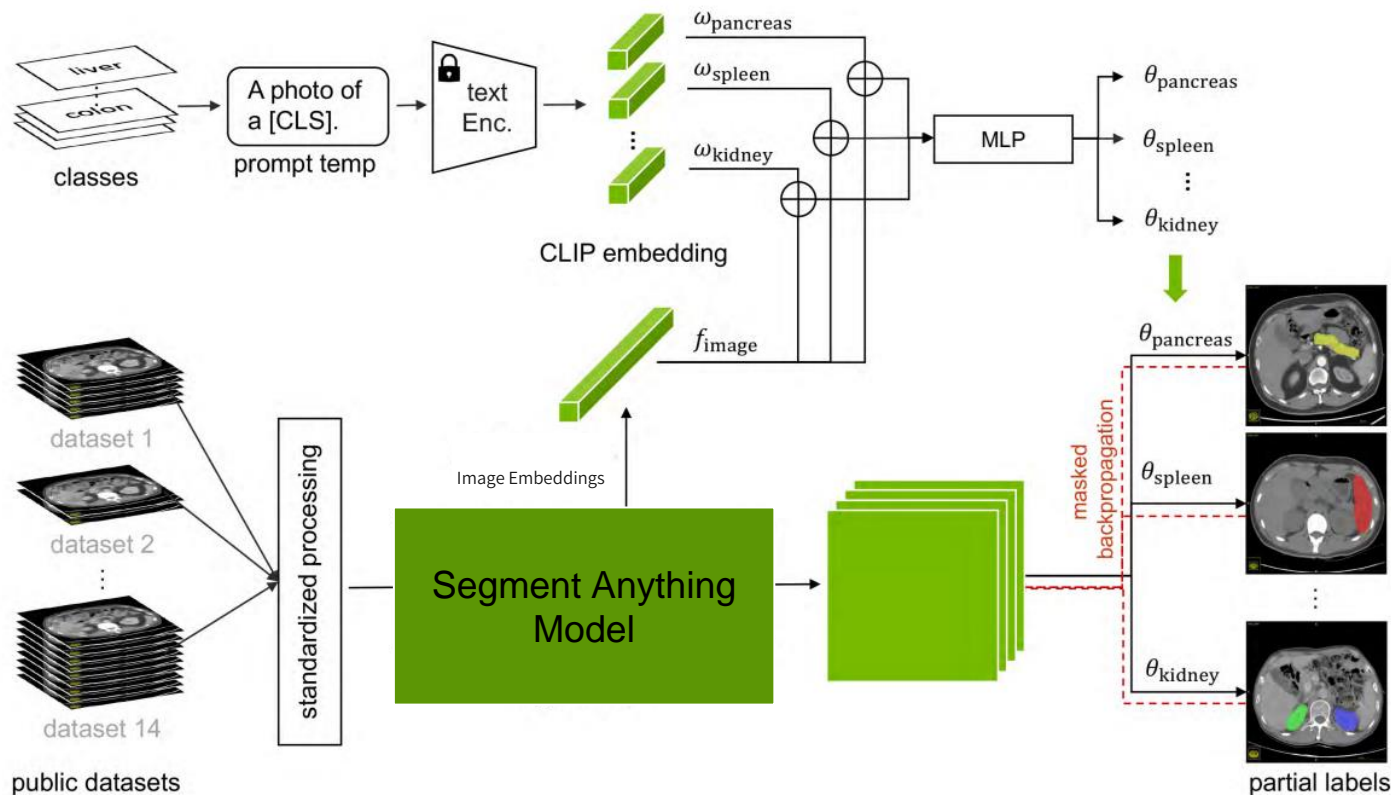 liver
colon
classes
A photo of
a [CLS].
prompt temp
text
Enc.
ω_pancreas
ω_spleen
ω_kidney
CLIP embedding
MLP
θ_pancreas
θ_spleen
θ_kidney
f_image
dataset 1
dataset 2
dataset 14
public datasets
standardized processing
Image Embeddings
Segment Anything
Model
masked
backpropagation
θ_pancreas
θ_spleen
θ_kidney
partial labels